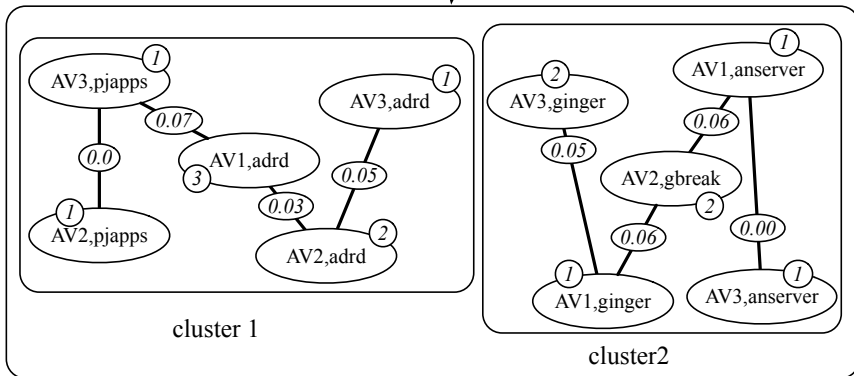 1
AV3,pjapps
0.07
0.0
1
AV2,pjapps
AV1,adrd
3
0.03
1
AV3,adrd
0.05
2
AV2,adrd
cluster 1
2
AV3,ginger
0.05
1
AV1,anserver
0.06
AV2,gbreak
2
0.06
0.00
1
AV1,ginger
1
AV3,anserver
cluster2